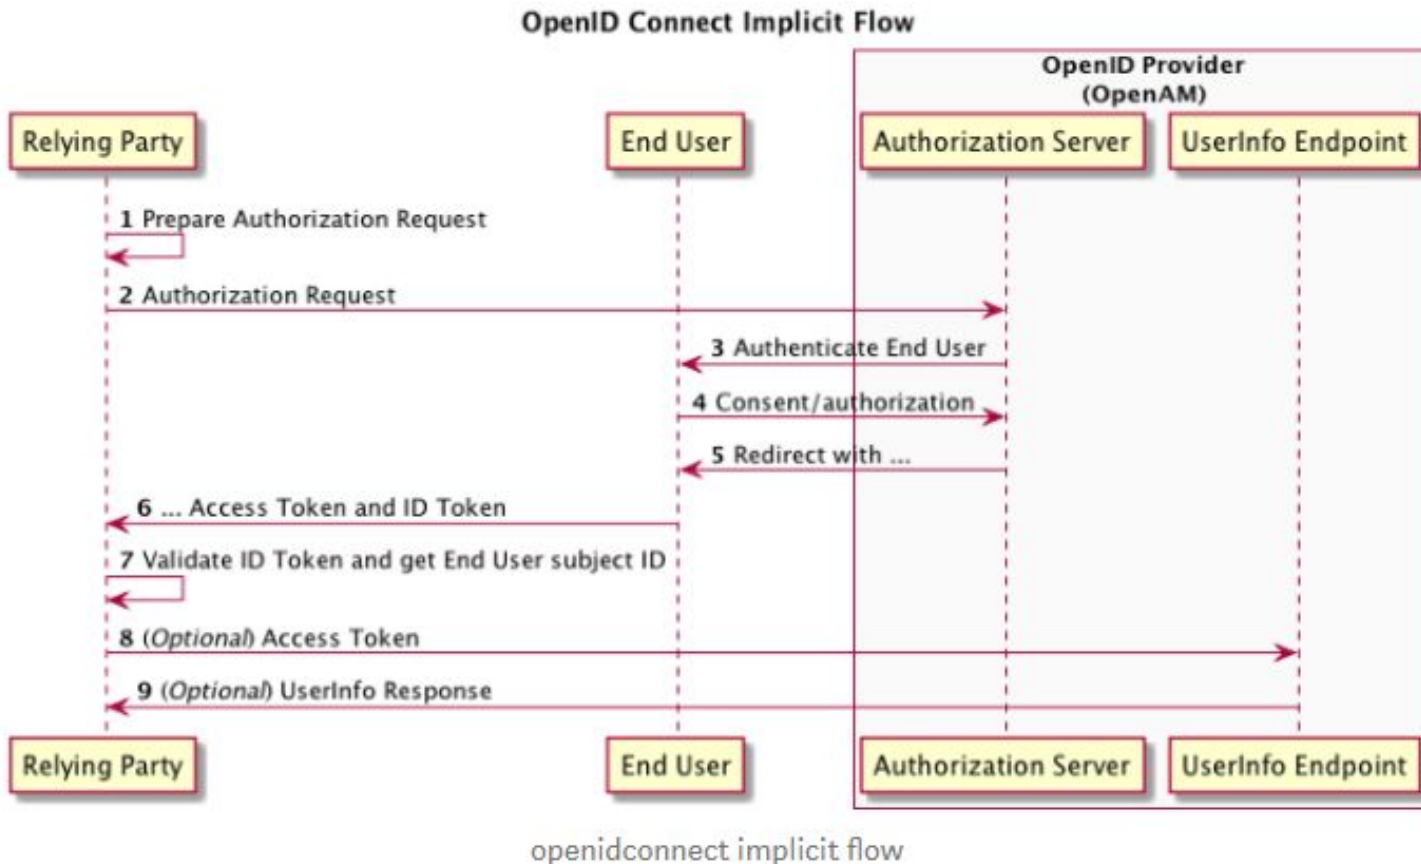 OpenID Connect Implicit Flow
OpenID Provider
(OpenAM)
Relying Party
End User
Authorization Server
UserInfo Endpoint
1 Prepare Authorization Request
2 Authorization Request
3 Authenticate End User
4 Consent/authorization
5 Redirect with ...
6 ... Access Token and ID Token
7 Validate ID Token and get End User subject ID
8 (Optional) Access Token
9 (Optional) UserInfo Response
Relying Party
End User
Authorization Server
UserInfo Endpoint
openidconnect implicit flow